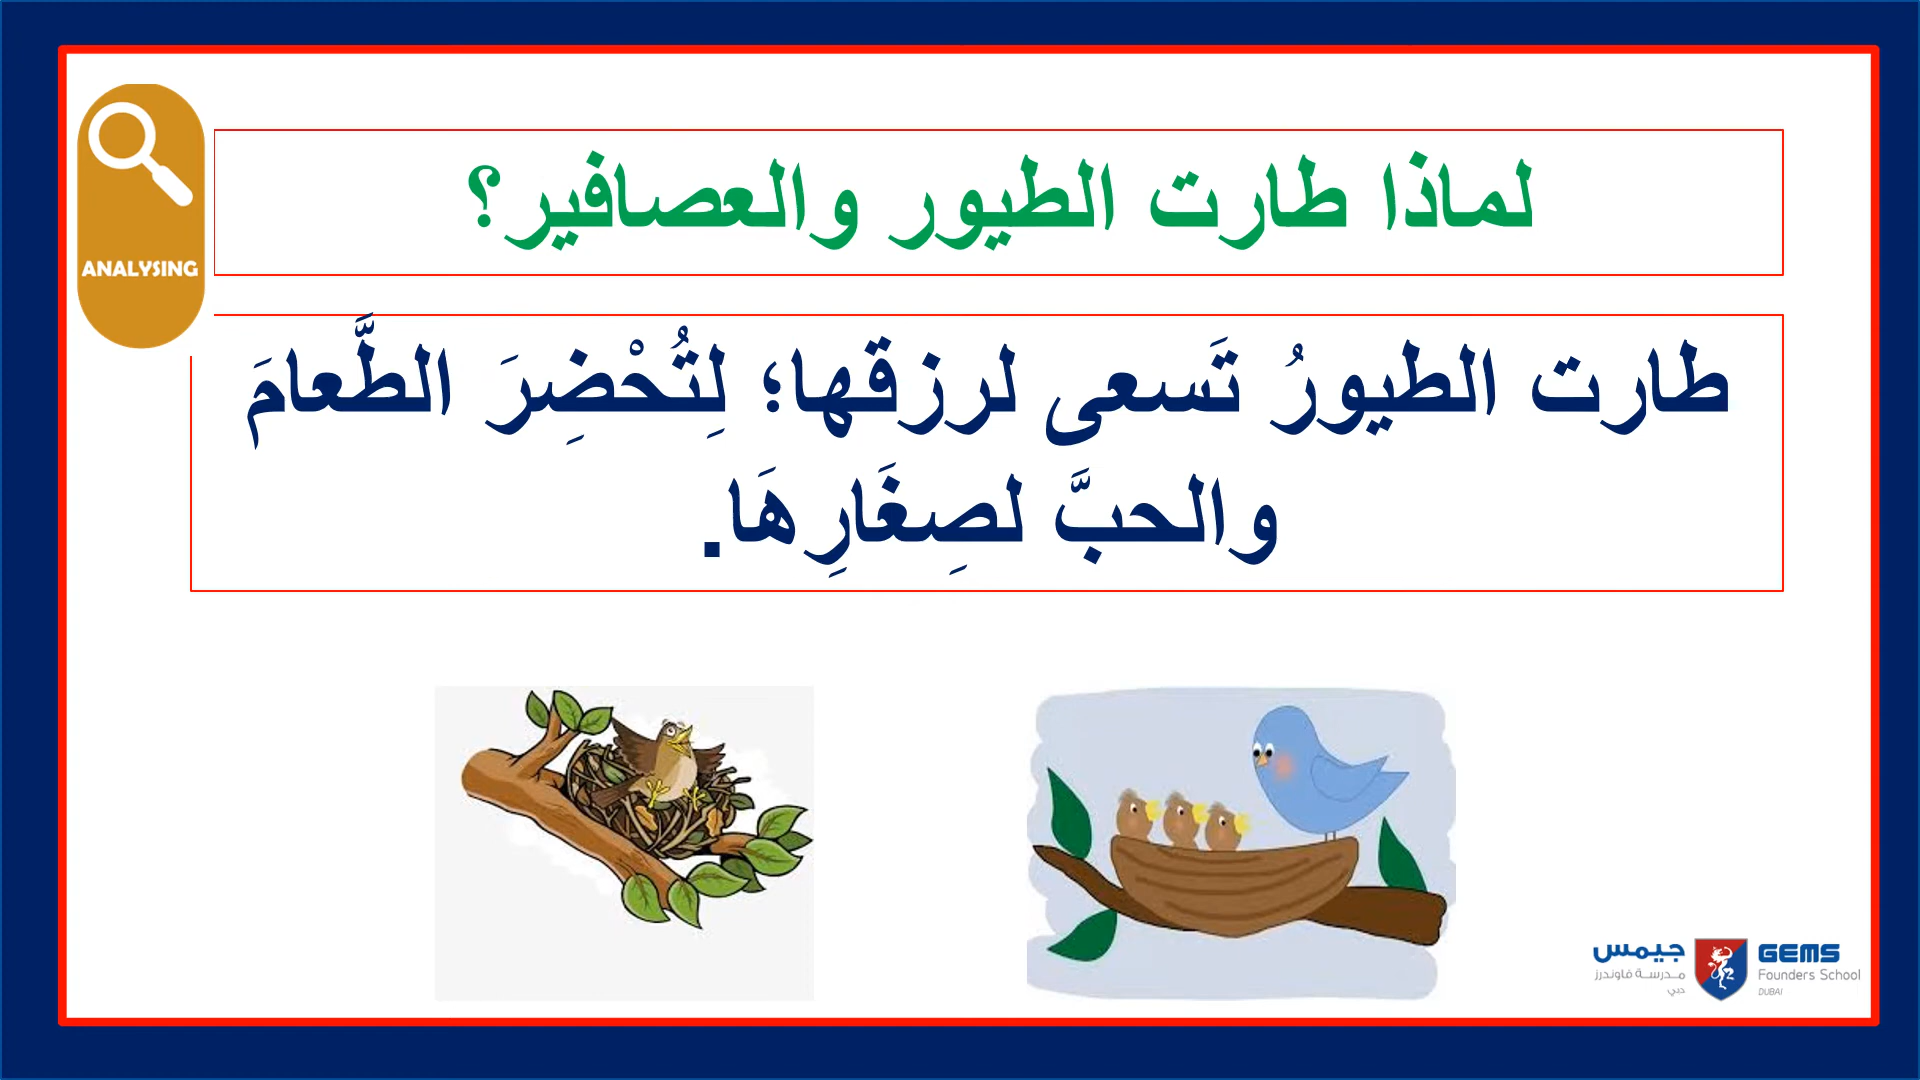 ANALYSING
لماذا طارت الطيور والعصافير؟
طارت الطيورُ تَسعى لرزقها؛ لِتُحْضِرَ الطَّعامَ
والحبَّ لصِغَارِهَا.
جيمس
مدرسة فاوندرز
دبي
GEMS
Founders School
DUBAI